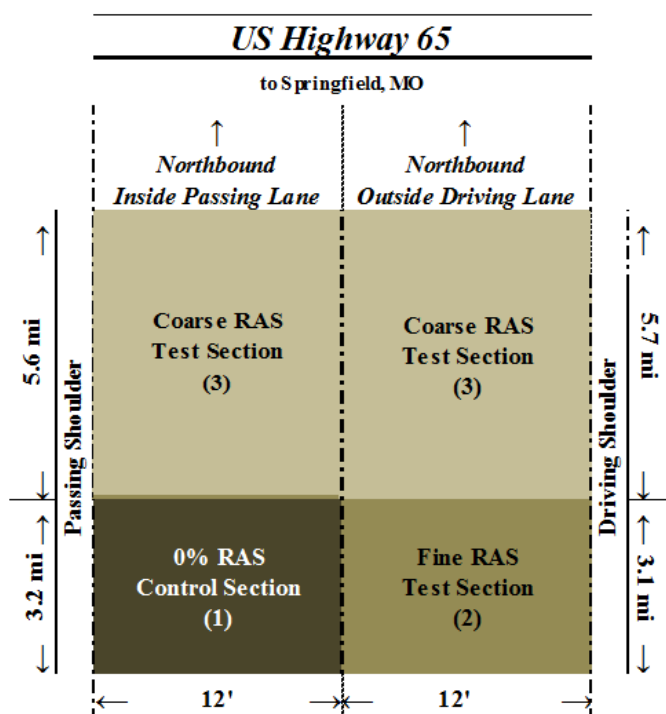 US Highway 65
to Springfield, MO
Northbound
Inside Passing Lane
Northbound
Outside Driving Lane
5.6 mi
Passing Shoulder
Coarse RAS
Test Section
(3)
Coarse RAS
Test Section
(3)
Driving Shoulder
5.7 mi
3.2 mi
0% RAS
Control Section
(1)
Fine RAS
Test Section
(2)
3.1 mi
12'
12'